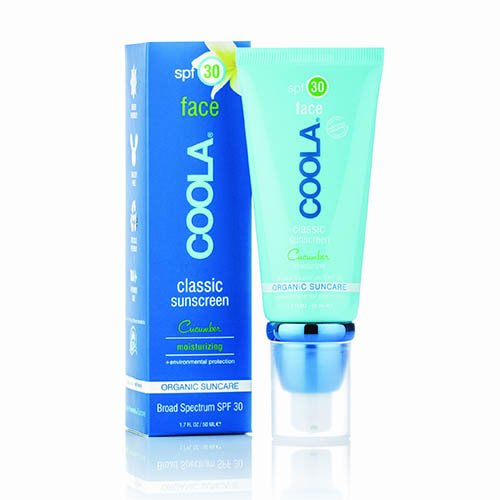 spf 30
face
COOLA®
classic
sunscreen
Cucumber
moisturizing
+environmental protection
ORGANIC SUNCARE
Broad Spectrum SPF 30
1.7 FL OZ/ 50 ML ℮
spf 30
face
COOLA®
classic
sunscreen
Cucumber
ORGANIC SUNCARE